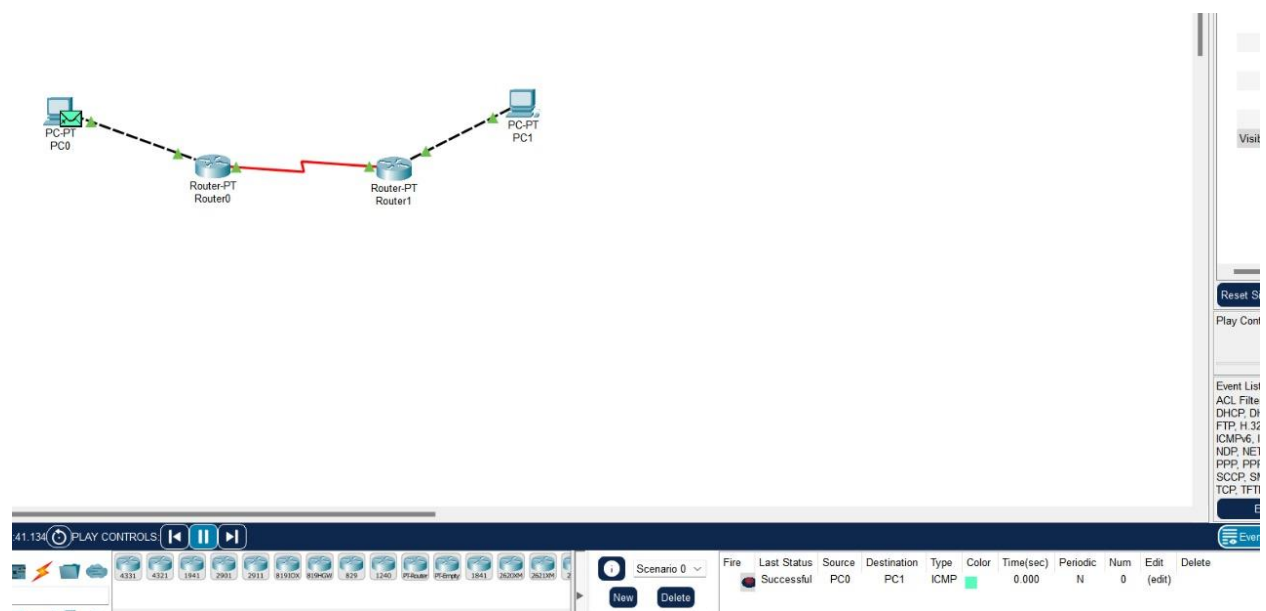 PC-PT
PC0
PC-PT
PC1
Router-PT
Router0
Router-PT
Router1
Visit
Reset Si
Play Cont
Event List
ACL Filte
DHCP, DH
FTP, H.32
ICMPv6, I
NDP, NET
PPP, PPP
SCCP, SM
TCP, TFTP
E
:41.134 PLAY CONTROLS:
Even
4331 4321 1941 2901 2911 819IOX 819HGW 829 1240 PT-Router PT-Empty 1841 2620XM 2621XM 2
Scenario 0
New Delete
Fire Last Status Source Destination Type Color Time(sec) Periodic Num Edit Delete
Successful PC0 PC1 ICMP 0.000 N 0 (edit)